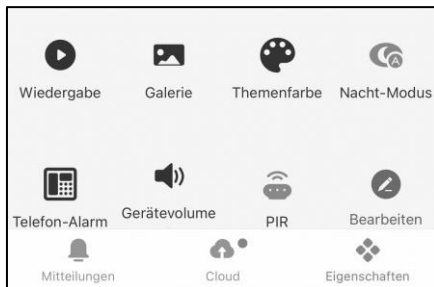 Wiedergabe Galerie Themenfarbe Nacht-Modus
A
Telefon-Alarm Gerätevolume PIR Bearbeiten
Mitteilungen Cloud Eigenschaften